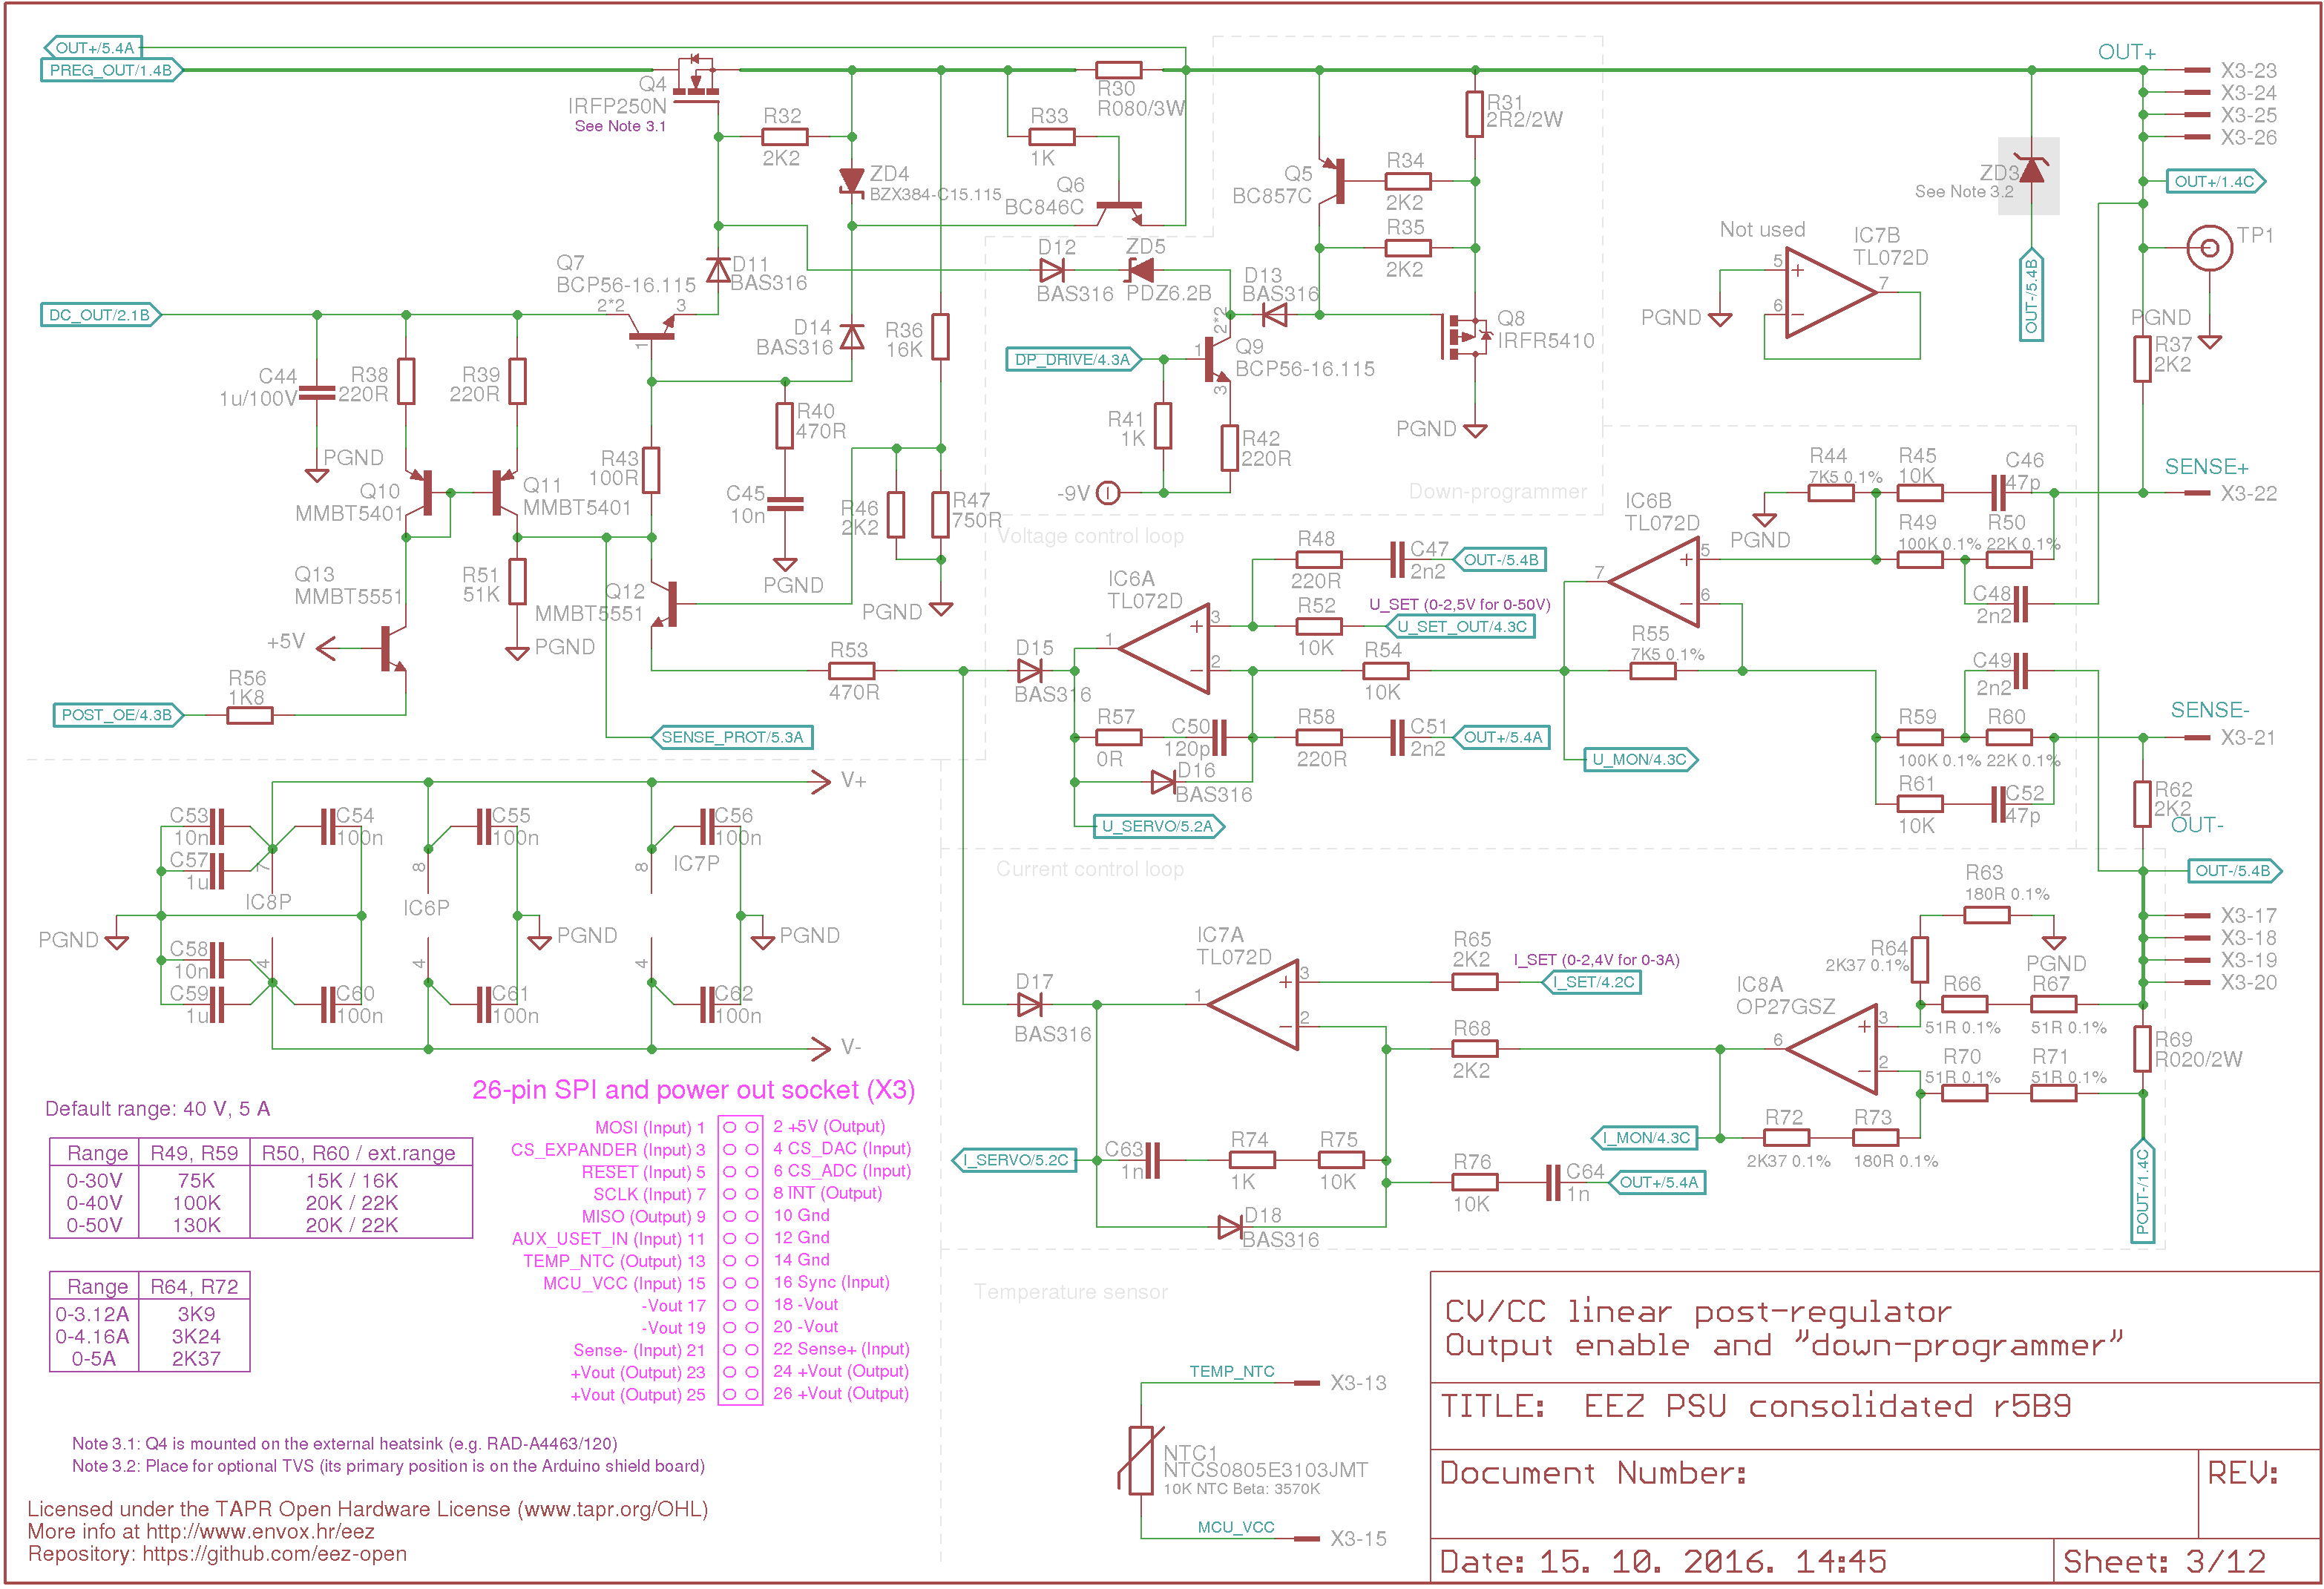 OUT+/5.4A
PREG_OUT/1.4B
Q4
IRFP250N
See Note 3.1
R32
2K2
ZD4
BZX384-C15.115
R33
1K
Q6
BC846C
R30
R080/3W
Q5
BC857C
R34
2K2
R35
2K2
R31
2R2/2W
ZD3
See Note 3.2
OUT-/5.4B
OUT+
X3-23
X3-24
X3-25
X3-26
OUT+/1.4C
TP1
PGND
Not used
IC7B
TL072D
5
6
7
PGND
R37
2K2
DC_OUT/2.1B
Q7
BCP56-16.115
2*2
3
1
D11
BAS316
D14
BAS316
R36
16K
D12
BAS316
ZD5
PDZ6.2B
D13
BAS316
Q8
IRFR5410
PGND
DP_DRIVE/4.3A
2*2
1
3
Q9
BCP56-16.115
R41
1K
R42
220R
-9V
Down-programmer
C44
1u/100V
R38
220R
R39
220R
PGND
Q10
MMBT5401
Q11
MMBT5401
R43
100R
R40
470R
C45
10n
PGND
R46
2K2
R47
750R
PGND
Q13
MMBT5551
+5V
R51
51K
PGND
Q12
MMBT5551
R56
1K8
POST_OE/4.3B
SENSE_PROT/5.3A
R53
470R
Voltage control loop
IC6A
TL072D
1
3
2
R48
220R
C47
2n2
OUT-/5.4B
R52
10K
U_SET (0-2,5V for 0-50V)
U_SET_OUT/4.3C
D15
BAS316
R54
10K
R57
0R
C50
120p
R58
220R
C51
2n2
OUT+/5.4A
D16
BAS316
U_SERVO/5.2A
IC6B
TL072D
7
5
6
PGND
R44
7K5 0.1%
R45
10K
C46
47p
SENSE+
X3-22
R49
100K 0.1%
R50
22K 0.1%
C48
2n2
R55
7K5 0.1%
U_MON/4.3C
C49
2n2
R59
100K 0.1%
R60
22K 0.1%
R61
10K
C52
47p
SENSE-
X3-21
R62
2K2
OUT-
OUT-/5.4B
X3-17
X3-18
X3-19
X3-20
C53
10n
C54
100n
C55
100n
C56
100n
V+
C57
1u
7
IC8P
8
IC6P
8
IC7P
PGND
PGND
PGND
C58
10n
C59
1u
4
C60
100n
4
C61
100n
4
C62
100n
V-
Current control loop
IC7A
TL072D
1
3
2
D17
BAS316
R65
2K2
I_SET (0-2,4V for 0-3A)
I_SET/4.2C
R68
2K2
R63
180R 0.1%
R64
2K37 0.1%
PGND
IC8A
OP27GSZ
6
3
2
R66
51R 0.1%
R67
51R 0.1%
R70
51R 0.1%
R71
51R 0.1%
R69
R020/2W
R72
2K37 0.1%
R73
180R 0.1%
I_MON/4.3C
POUT-/1.4C
I_SERVO/5.2C
C63
1n
R74
1K
R75
10K
R76
10K
C64
1n
OUT+/5.4A
D18
BAS316
Default range: 40 V, 5 A
Range R49, R59 R50, R60 / ext.range
0-30V 75K 15K / 16K
0-40V 100K 20K / 22K
0-50V 130K 20K / 22K
Range R64, R72
0-3.12A 3K9
0-4.16A 3K24
0-5A 2K37
26-pin SPI and power out socket (X3)
MOSI (Input) 1 2 +5V (Output)
CS_EXPANDER (Input) 3 4 CS_DAC (Input)
RESET (Input) 5 6 CS_ADC (Input)
SCLK (Input) 7 8 INT (Output)
MISO (Output) 9 10 Gnd
AUX_USET_IN (Input) 11 12 Gnd
TEMP_NTC (Output) 13 14 Gnd
MCU_VCC (Input) 15 16 Sync (Input)
-Vout 17 18 -Vout
-Vout 19 20 -Vout
Sense- (Input) 21 22 Sense+ (Input)
+Vout (Output) 23 24 +Vout (Output)
+Vout (Output) 25 26 +Vout (Output)
Note 3.1: Q4 is mounted on the external heatsink (e.g. RAD-A4463/120)
Note 3.2: Place for optional TVS (its primary position is on the Arduino shield board)
Licensed under the TAPR Open Hardware License (www.tapr.org/OHL)
More info at http://www.envox.hr/eez
Repository: https://github.com/eez-open
Temperature sensor
TEMP_NTC
X3-13
NTC1
NTCS0805E3103JMT
10K NTC Beta: 3570K
MCU_VCC
X3-15
CV/CC linear post-regulator
Output enable and "down-programmer"
TITLE: EEZ PSU consolidated r5B9
Document Number:
REV:
Date: 15. 10. 2016. 14:45
Sheet: 3/12